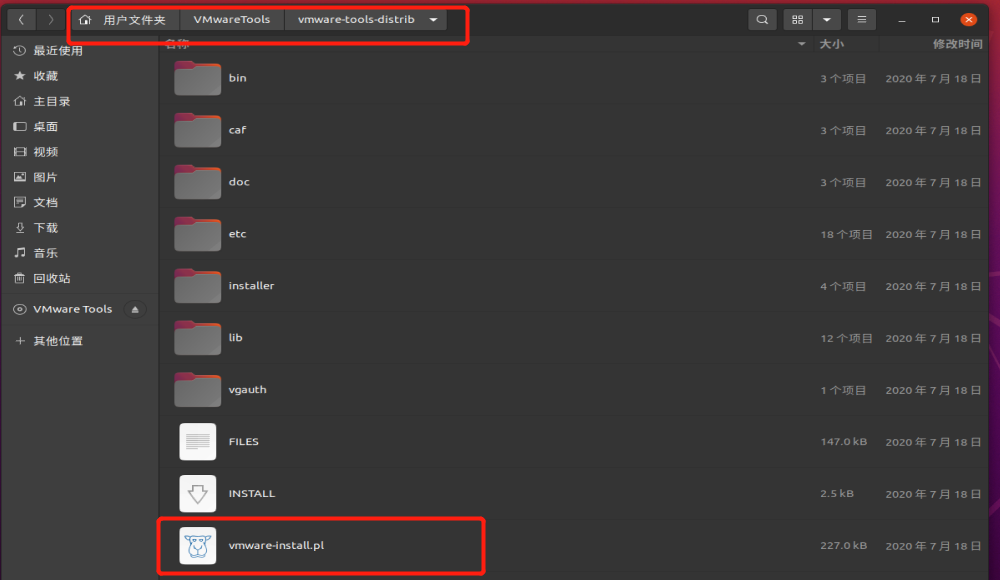 用户文件夹 VMwareTools vmware-tools-distrib
名称 大小 修改时间
最近使用
收藏
主目录
桌面
视频
图片
文档
下载
音乐
回收站
VMware Tools
其他位置
bin 3 个项目 2020 年 7 月 18 日
caf 3 个项目 2020 年 7 月 18 日
doc 3 个项目 2020 年 7 月 18 日
etc 18 个项目 2020 年 7 月 18 日
installer 4 个项目 2020 年 7 月 18 日
lib 12 个项目 2020 年 7 月 18 日
vgauth 1 个项目 2020 年 7 月 18 日
FILES 147.0 kB 2020 年 7 月 18 日
INSTALL 2.5 kB 2020 年 7 月 18 日
vmware-install.pl 227.0 kB 2020 年 7 月 18 日